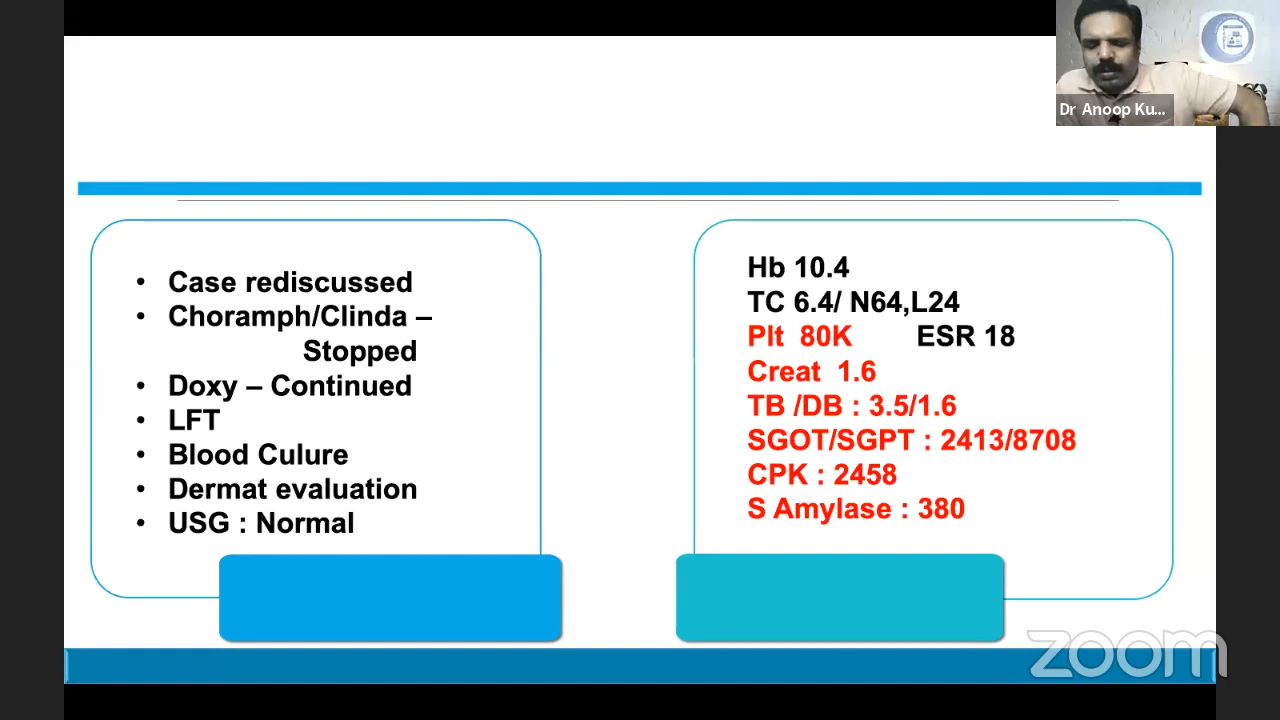 Dr Anoop Ku...
• Case rediscussed
• Choramph/Clinda –
Stopped
• Doxy – Continued
• LFT
• Blood Culure
• Dermat evaluation
• USG : Normal
Hb 10.4
TC 6.4/ N64,L24
Plt 80K ESR 18
Creat 1.6
TB /DB : 3.5/1.6
SGOT/SGPT : 2413/8708
CPK : 2458
S Amylase : 380
zoom